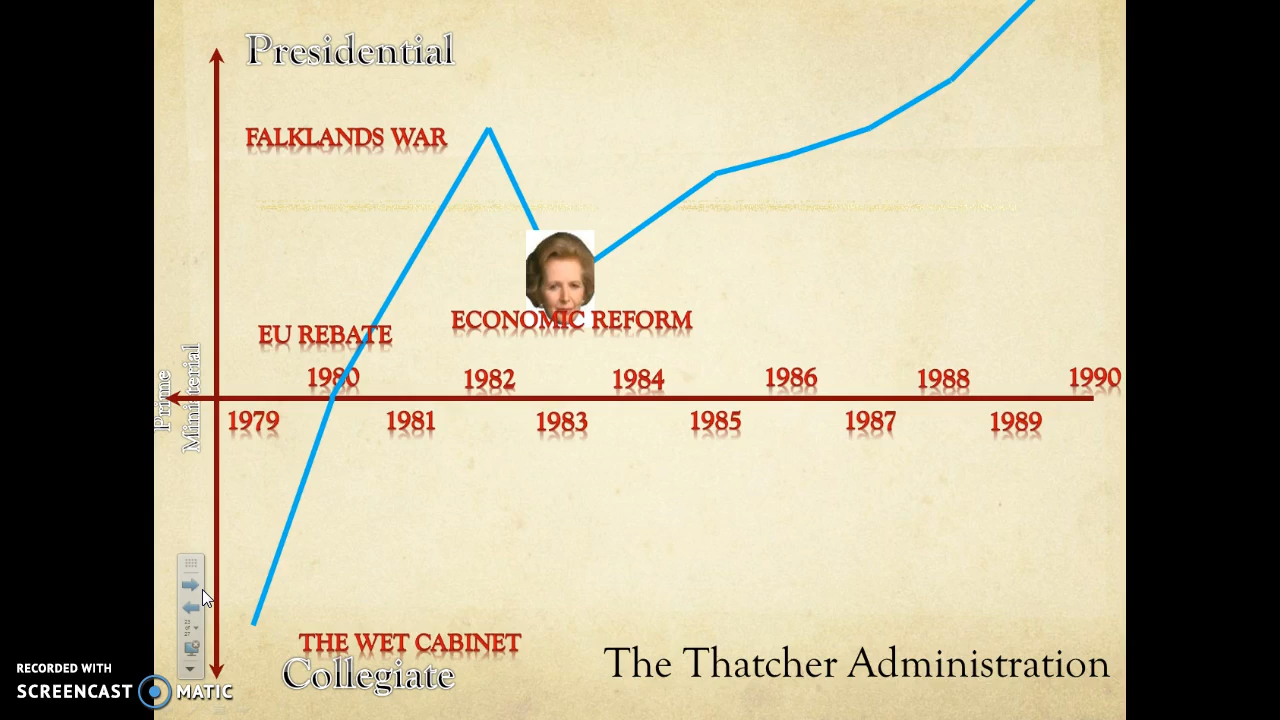 Presidential
FALKLANDS WAR
EU REBATE
ECONOMIC REFORM
Prime
Ministerial
1980
1982
1984
1986
1988
1990
1979
1981
1983
1985
1987
1989
THE WET CABINET
Collegiate
The Thatcher Administration
RECORDED WITH
SCREENCAST MATIC